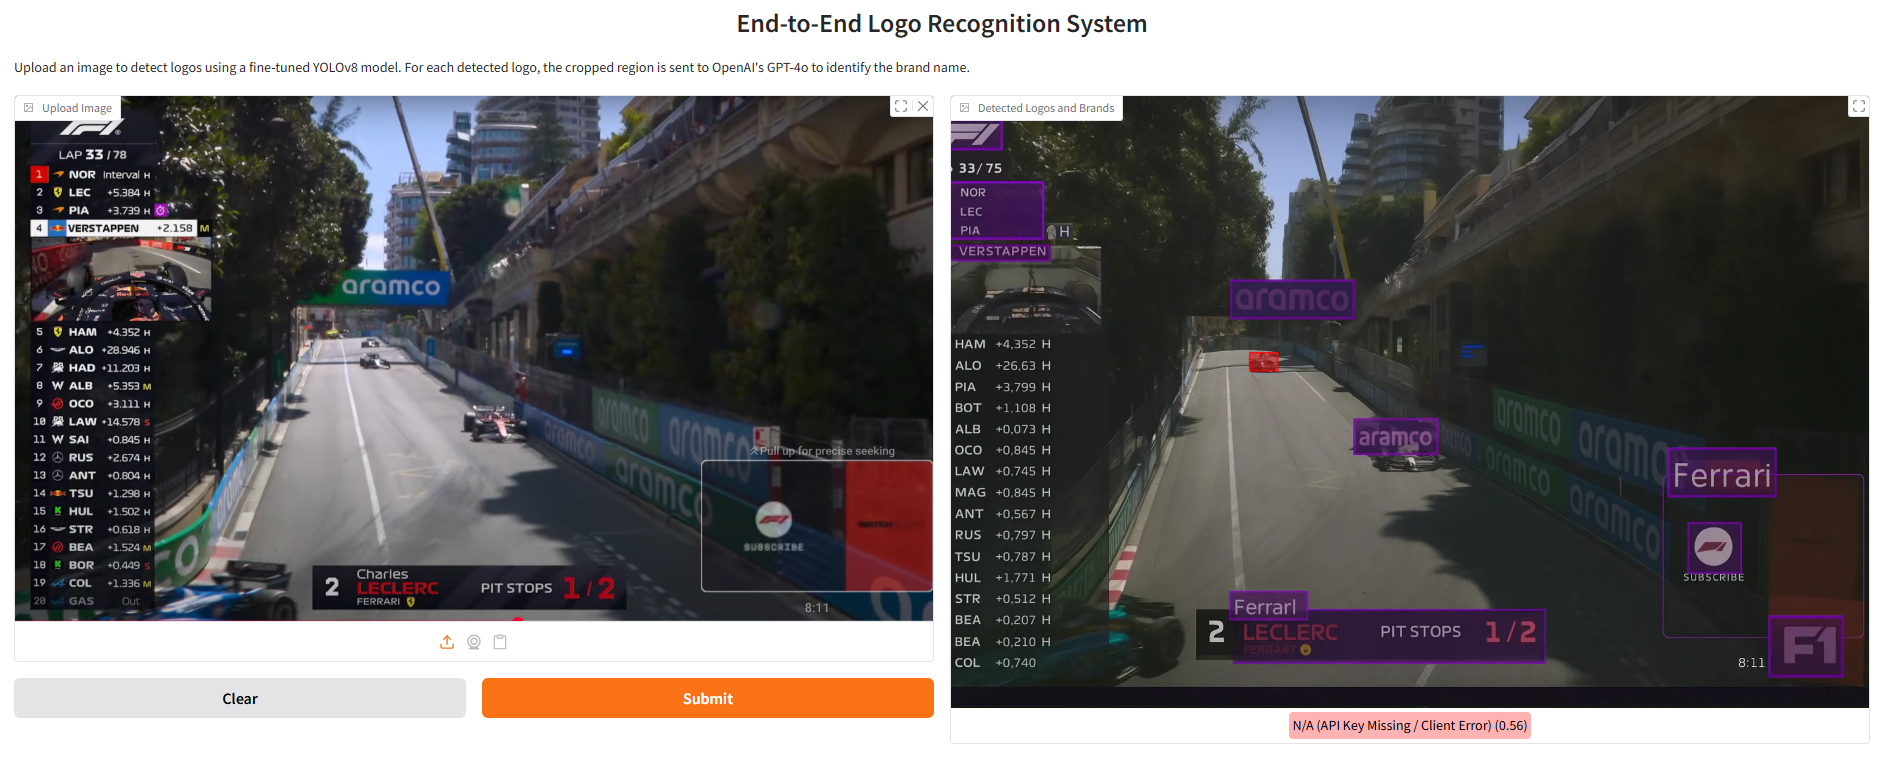 End-to-End Logo Recognition System
Upload an image to detect logos using a fine-tuned YOLOv8 model. For each detected logo, the cropped region is sent to OpenAI's GPT-4o to identify the brand name.
Upload Image
F1
LAP 33 / 78
1 NOR Interval H
2 LEC +5.384 H
3 PIA +3.739 H
4 VERSTAPPEN +2.158 M
5 HAM +4.352 H
6 ALO +28.946 H
7 HAD +11.203 H
8 W ALB +5.353 M
9 OCO +3.111 H
10 LAW +14.578 S
11 W SAI +0.845 H
12 RUS +2.674 H
13 ANT +0.804 H
14 TSU +1.298 H
15 K HUL +1.502 H
16 STR +0.618 H
17 BEA +1.524 M
18 K BOR +0.449 S
19 COL +1.336 M
20 GAS Out
aramco
aramco
aramco
aramco
aramco
Pull up for precise seeking
F1
SUBSCRIBE
WATCH
2 Charles
LECLERC
FERRARI
PIT STOPS 1/2
8:11
Clear
Submit
Detected Logos and Brands
F1
33/75
NOR
LEC
PIA
H
VERSTAPPEN
HAM +4,352 H
ALO +26,63 H
PIA +3,799 H
BOT +1,108 H
ALB +0,073 H
OCO +0,845 H
LAW +0,745 H
MAG +0,845 H
ANT +0,567 H
RUS +0,797 H
TSU +0,787 H
HUL +1,771 H
STR +0,512 H
BEA +0,207 H
BEA +0,210 H
COL +0,740
aramco
aramco
aramco
aramco
aramco
aramco
Ferrari
SUBSCRIBE
Ferrarl
2 LECLERC
PIT STOPS 1/2
8:11
F1
N/A (API Key Missing / Client Error) (0.56)